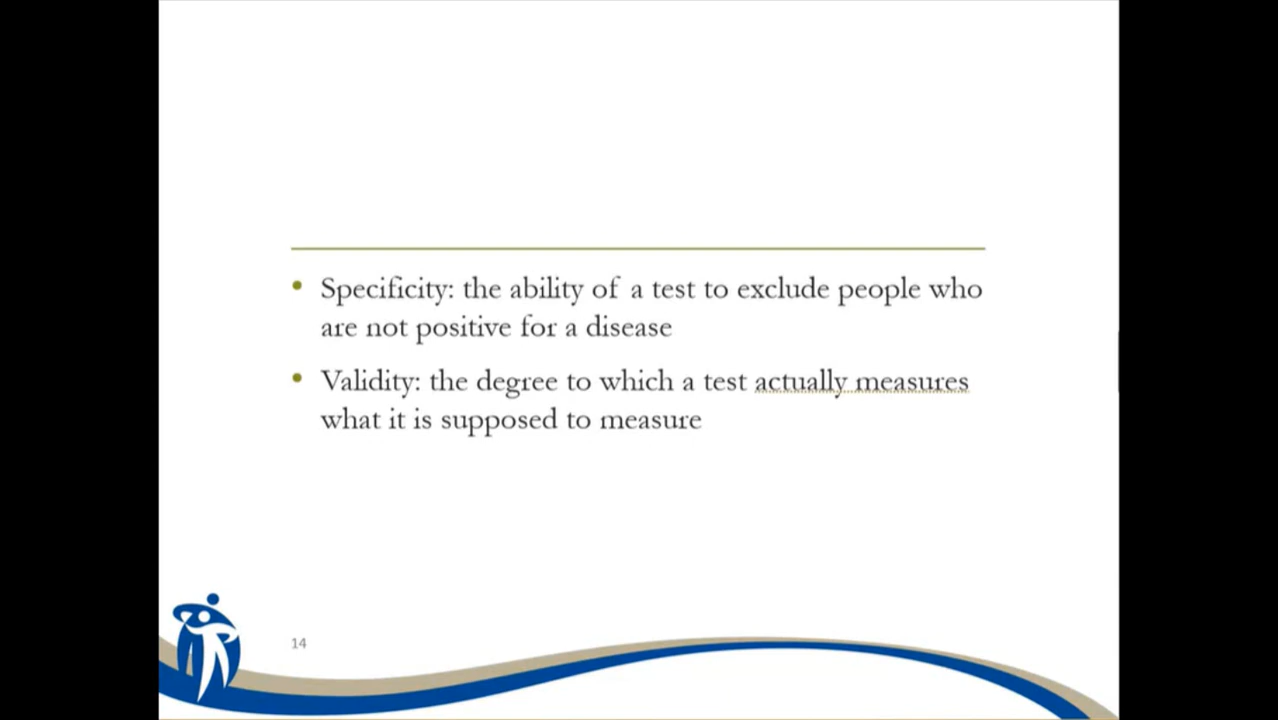 • Specificity: the ability of a test to exclude people who
are not positive for a disease
• Validity: the degree to which a test actually measures
what it is supposed to measure
14